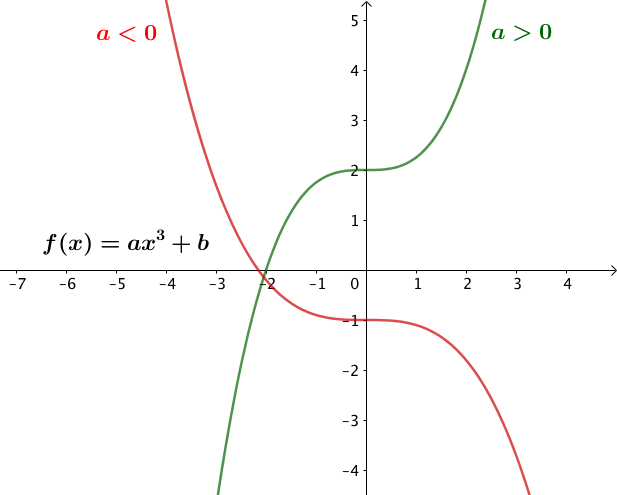 a < 0
a > 0
5
4
3
2
1
f(x) = ax³ + b
–7 –6 –5 –4 –3 –2 –1 0 1 2 3 4
–1
–2
–3
–4